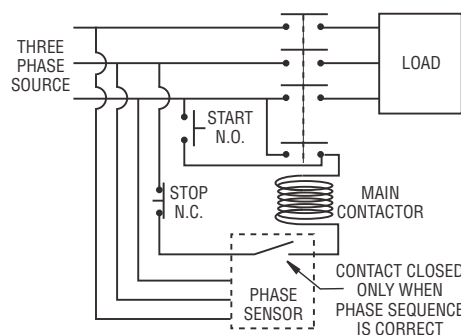 THREE
PHASE
SOURCE
LOAD
START
N.O.
STOP
N.C.
MAIN
CONTACTOR
PHASE
SENSOR
CONTACT CLOSED
ONLY WHEN
PHASE SEQUENCE
IS CORRECT